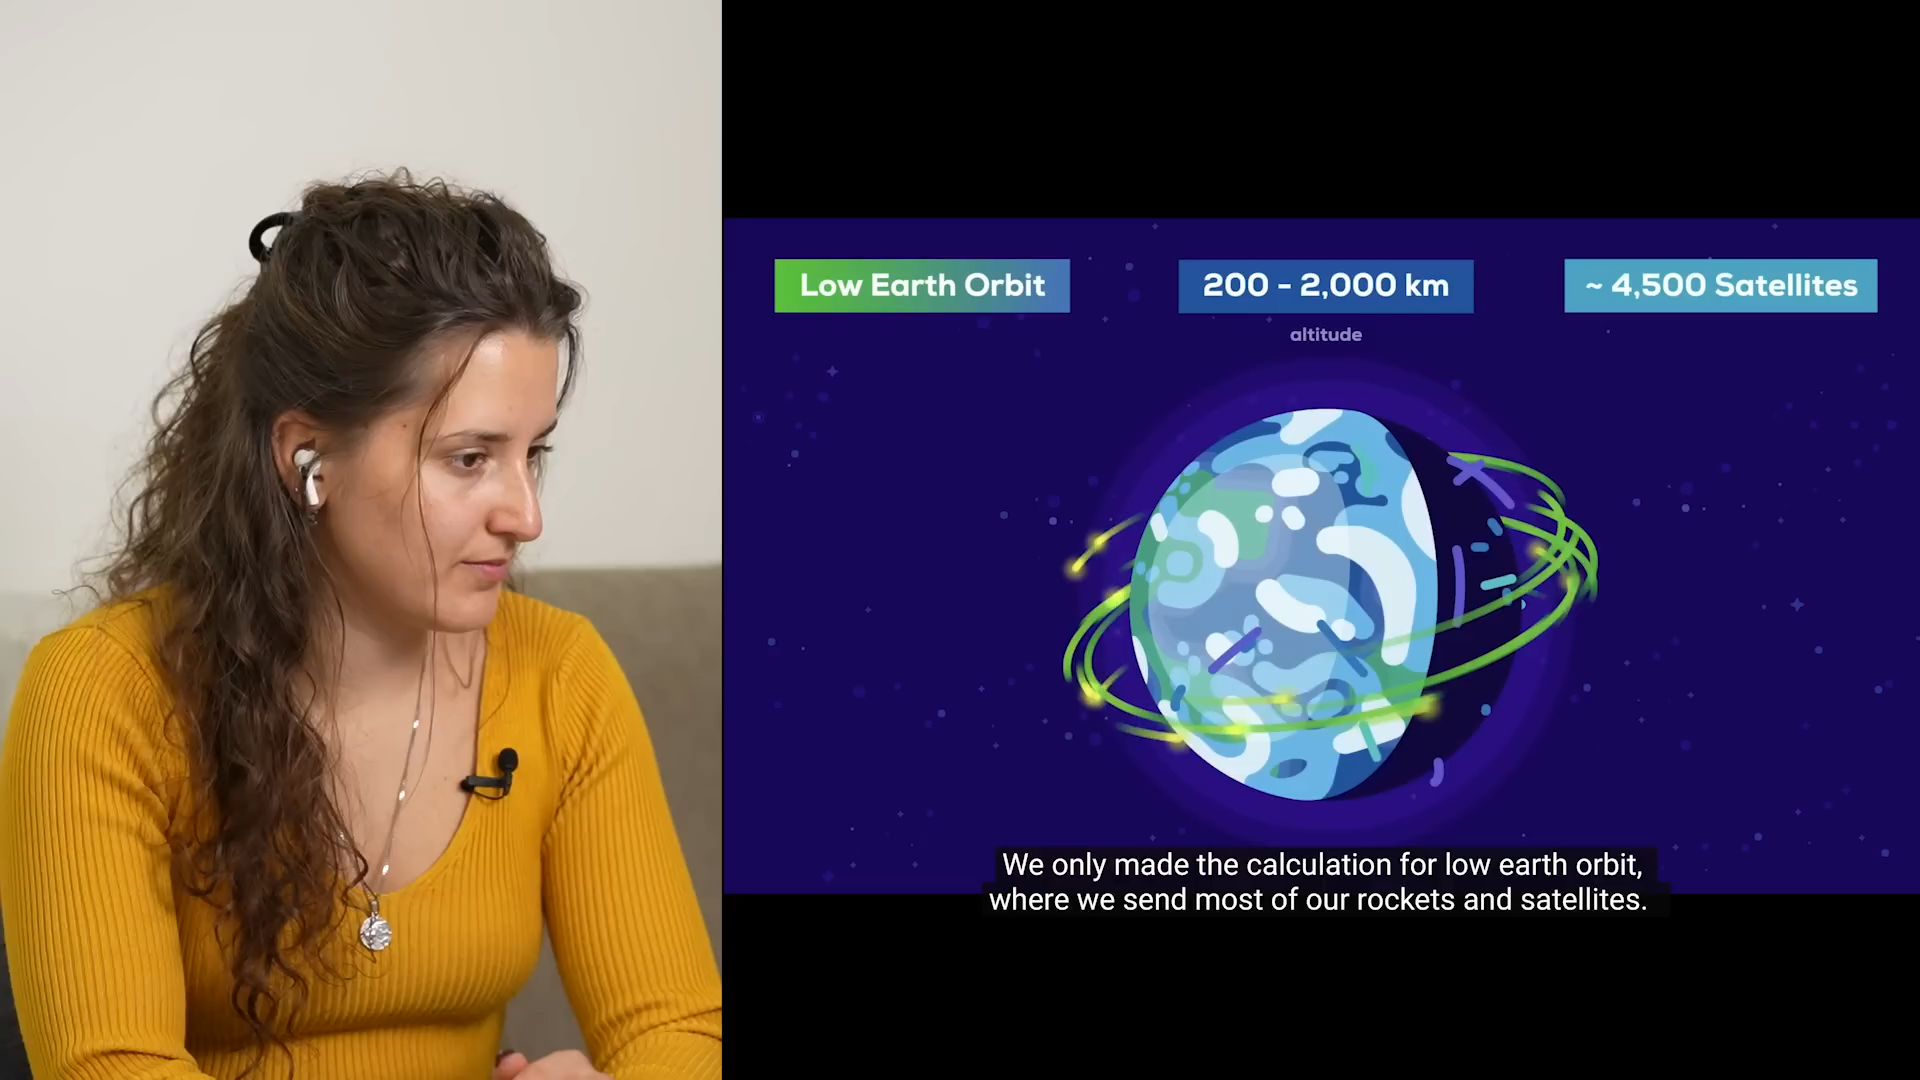 Low Earth Orbit
200 - 2,000 km
~ 4,500 Satellites
altitude
We only made the calculation for low earth orbit,
where we send most of our rockets and satellites.